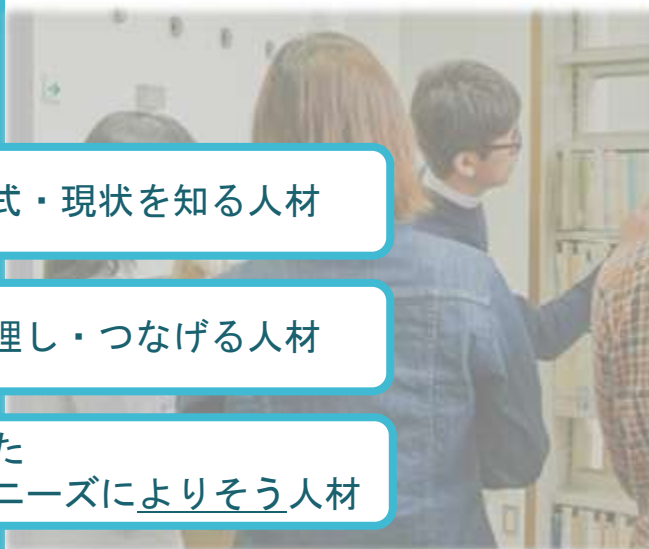 式・現状を知る人材
理し・つなげる人材
た
ニーズによりそう人材